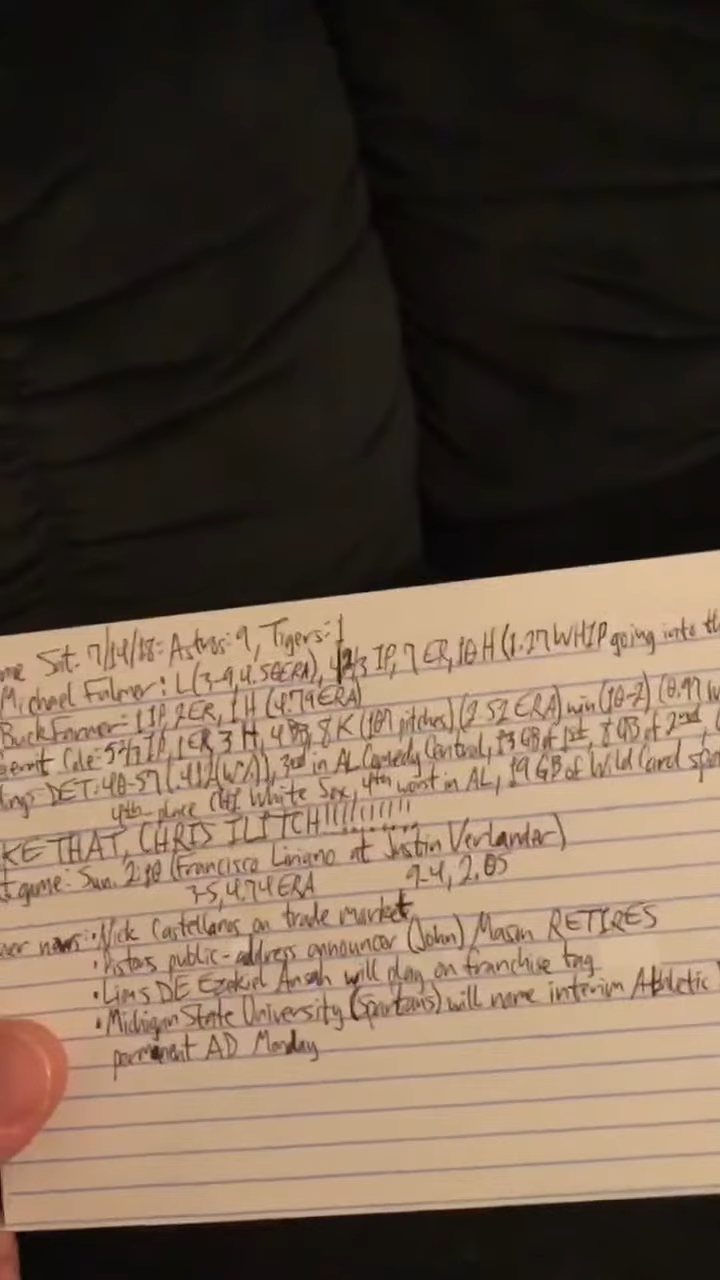 me Sat. 7/14/18: Astros: 9, Tigers: 1
Michael Fulmer: L (3-9, 4.50 ERA), 4 2/3 IP, 7 ER, 10 H (1.27 WHIP going into th
Buck Farmer: 1 IP, 2 ER, 1 H (4.79 ERA)
Cole: 5 2/3 IP, 1 ER, 3 H, 4 BB, 8 K (107 pitches) (2.52 ERA) win (10-2) (0.97 W
DET: 40-57 (.412 W%), 3rd in AL Comedy Central, 13 GB of 1st, 8 GB of 2nd,
4th-place CHI White Sox, 4th worst in AL, 19 GB of Wild Card spo
KE THAT, CHRIS ILITCH!!!!!!!!!!
game: Sun. 2:10 (Francisco Liriano at Justin Verlander)
3-5, 4.74 ERA 9-4, 2.05
er news: • Nick Castellanos on trade market
• Pistons public-address announcer (John) Mason RETIRES
• Lions DE Ezekiel Ansah will play on franchise tag
• Michigan State University (Spartans) will name interim Athletic
permanent AD Monday